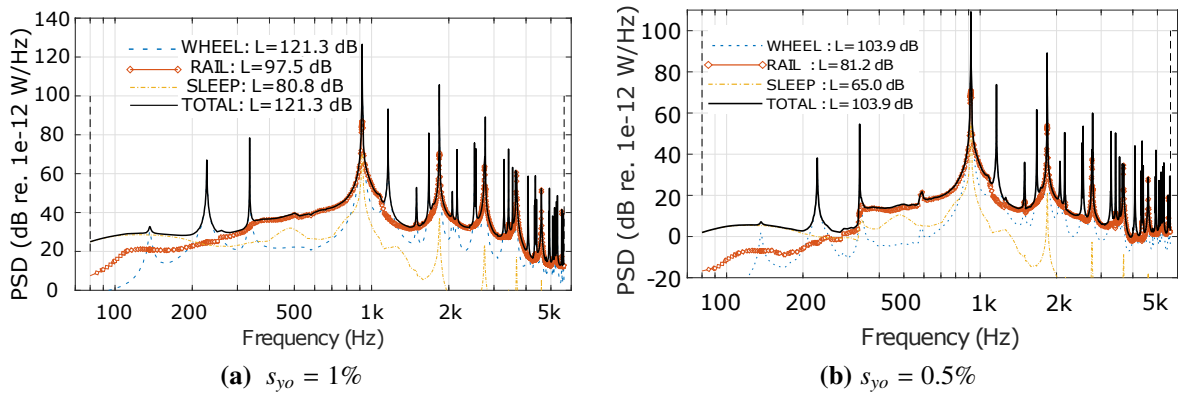 140
120
100
80
60
40
20
0
PSD (dB re. 1e-12 W/Hz)
WHEEL: L=121.3 dB
RAIL: L=97.5 dB
SLEEP: L=80.8 dB
TOTAL: L=121.3 dB
100 200 500 1k 2k 5k
Frequency (Hz)
(a) s_yo = 1%
100
80
60
40
20
0
-20
PSD (dB re. 1e-12 W/Hz)
WHEEL : L=103.9 dB
RAIL: L=81.2 dB
SLEEP : L=65.0 dB
TOTAL : L=103.9 dB
100 200 500 1k 2k 5k
Frequency (Hz)
(b) s_yo = 0.5%